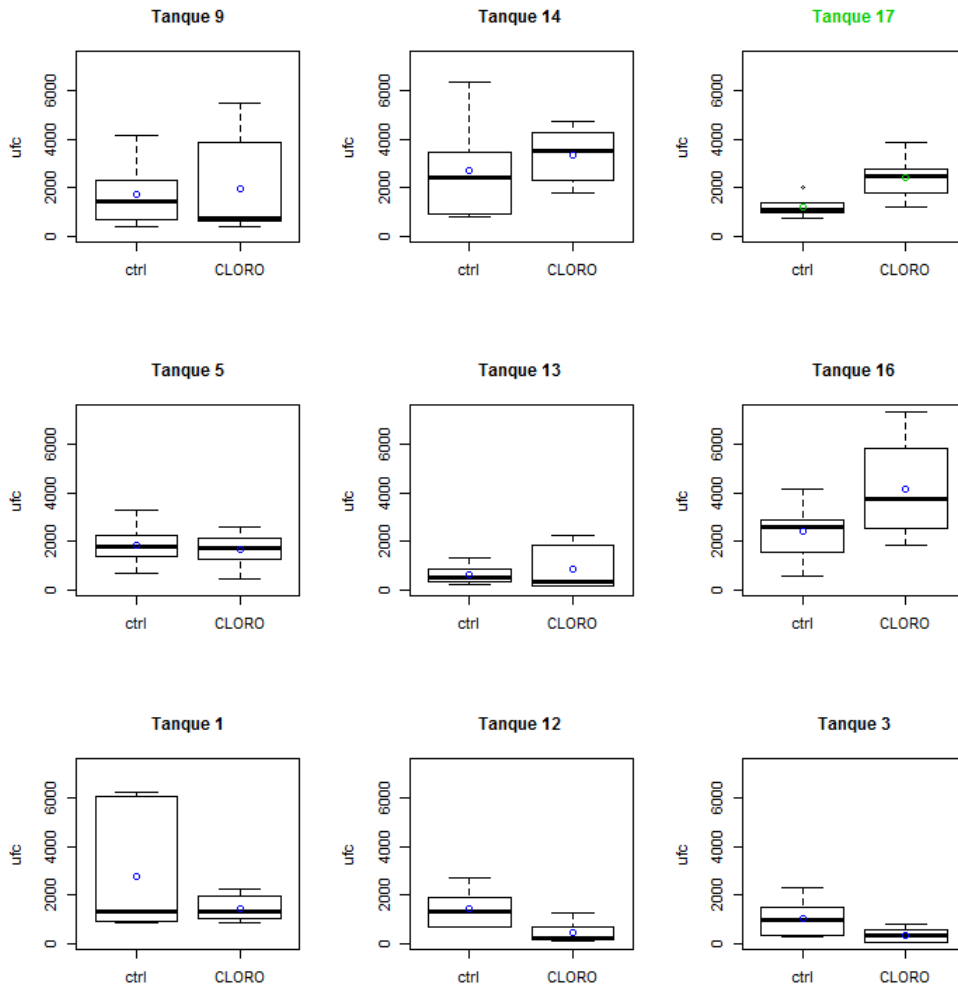 Tanque 9
Tanque 14
Tanque 17
ufc
0
2000
4000
6000
ctrl
CLORO
ufc
0
2000
4000
6000
ctrl
CLORO
ufc
0
2000
4000
6000
ctrl
CLORO
Tanque 5
Tanque 13
Tanque 16
ufc
0
2000
4000
6000
ctrl
CLORO
ufc
0
2000
4000
6000
ctrl
CLORO
ufc
0
2000
4000
6000
ctrl
CLORO
Tanque 1
Tanque 12
Tanque 3
ufc
0
2000
4000
6000
ctrl
CLORO
ufc
0
2000
4000
6000
ctrl
CLORO
ufc
0
2000
4000
6000
ctrl
CLORO